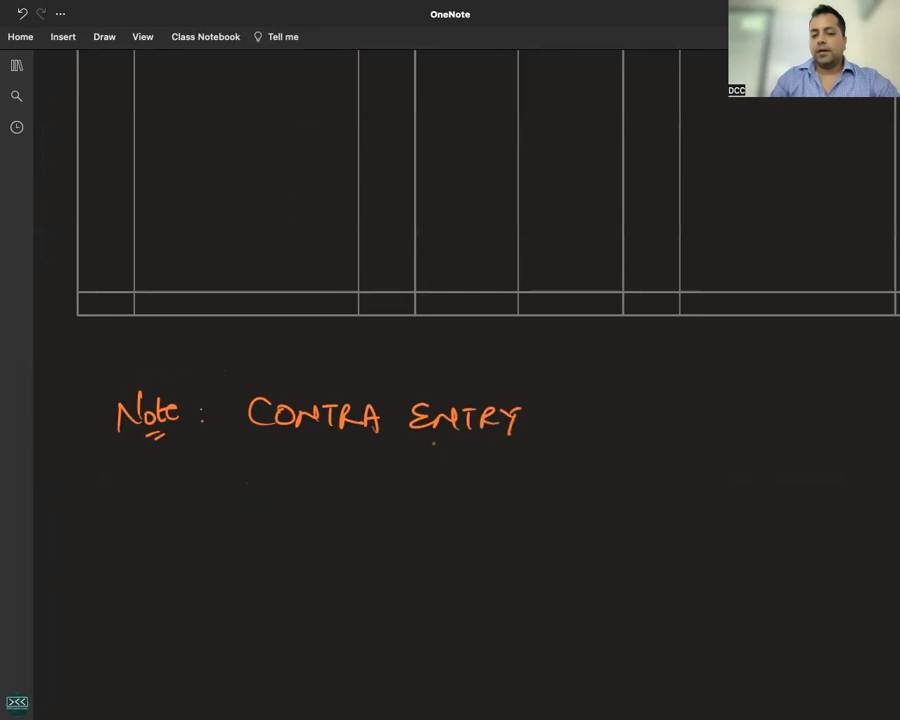 OneNote
Home Insert Draw View Class Notebook Tell me
DCC
Note : CONTRA ENTRY